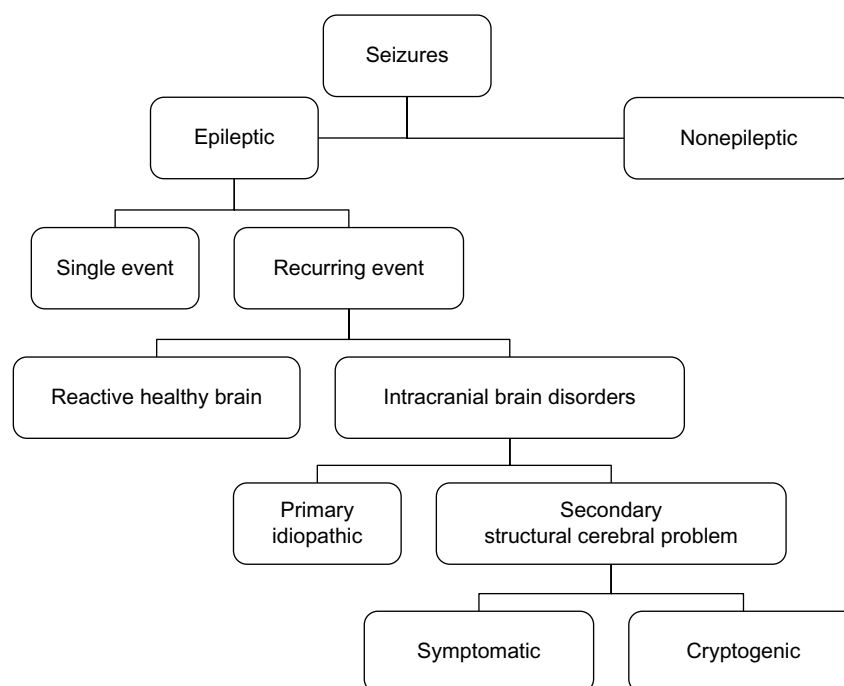 Seizures
Epileptic
Nonepileptic
Single event
Recurring event
Reactive healthy brain
Intracranial brain disorders
Primary
idiopathic
Secondary
structural cerebral problem
Symptomatic
Cryptogenic